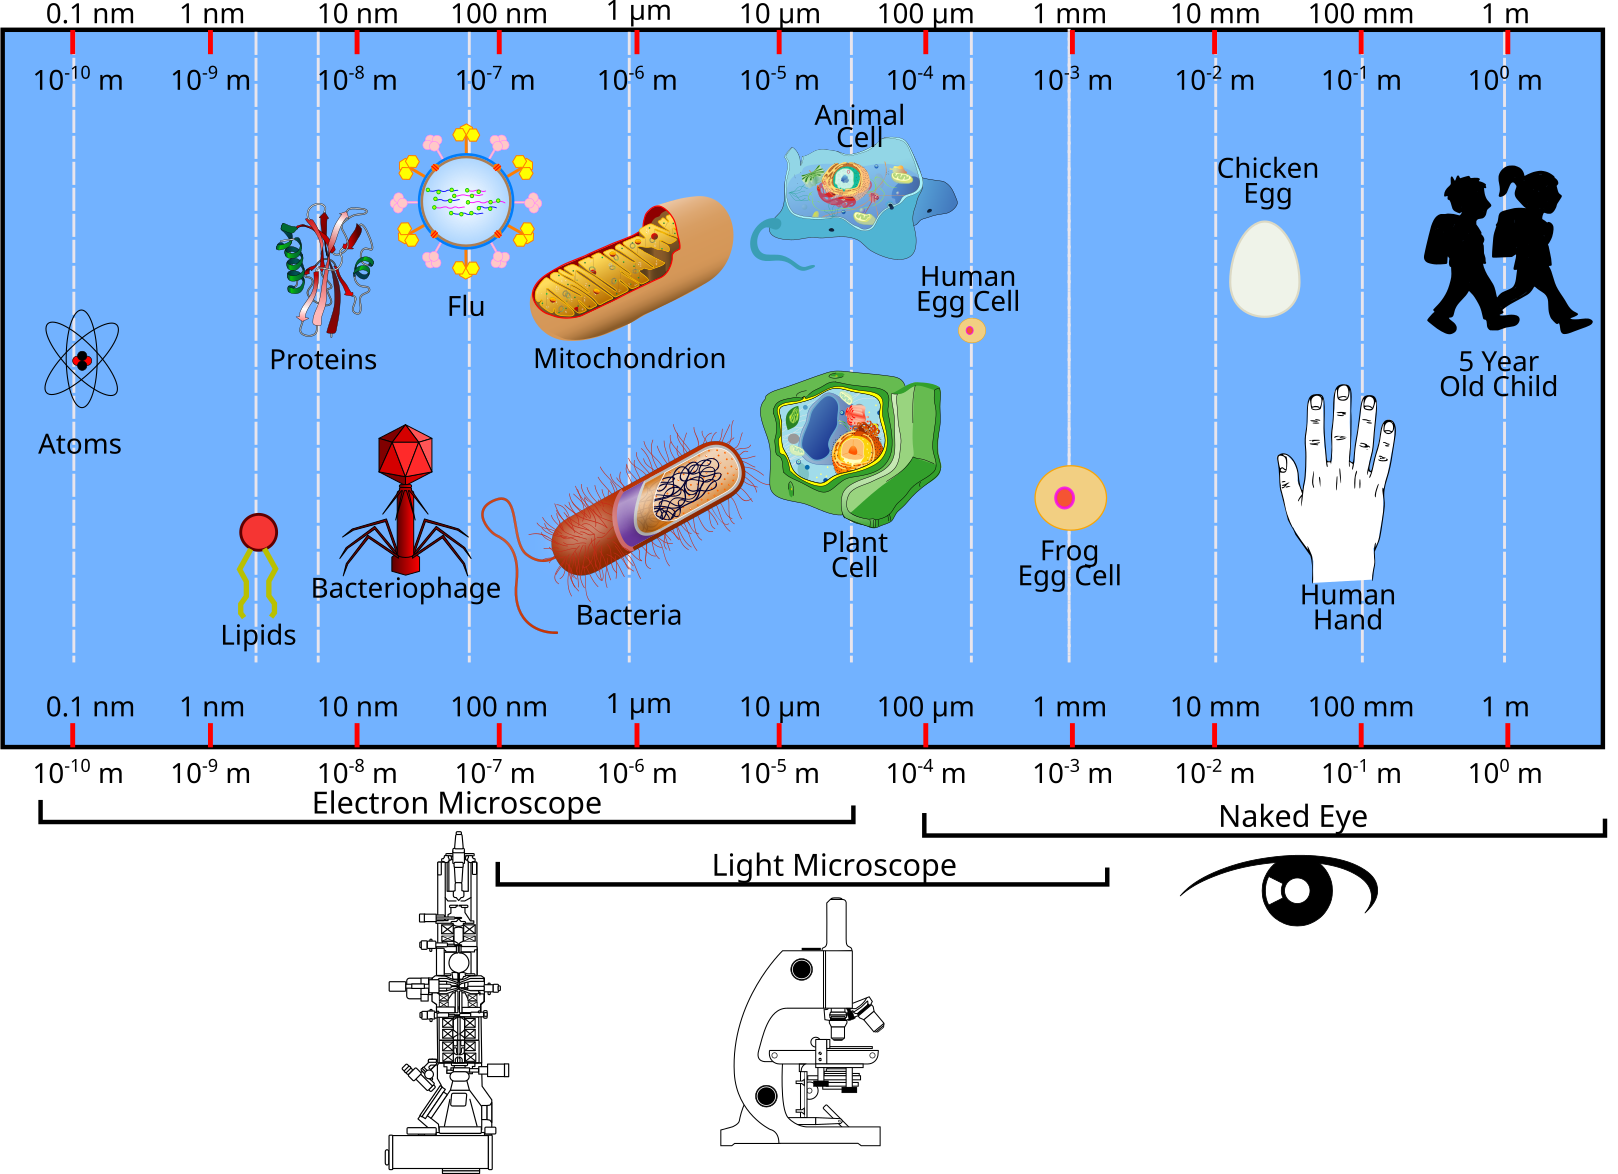 0.1 nm 1 nm 10 nm 100 nm 1 µm 10 µm 100 µm 1 mm 10 mm 100 mm 1 m
10⁻¹⁰ m 10⁻⁹ m 10⁻⁸ m 10⁻⁷ m 10⁻⁶ m 10⁻⁵ m 10⁻⁴ m 10⁻³ m 10⁻² m 10⁻¹ m 10⁰ m
Animal
Cell
Chicken
Egg
Human
Egg Cell
Flu
Proteins
Mitochondrion
5 Year
Old Child
Atoms
Plant
Cell
Frog
Egg Cell
Bacteriophage
Human
Hand
Bacteria
Lipids
0.1 nm 1 nm 10 nm 100 nm 1 µm 10 µm 100 µm 1 mm 10 mm 100 mm 1 m
10⁻¹⁰ m 10⁻⁹ m 10⁻⁸ m 10⁻⁷ m 10⁻⁶ m 10⁻⁵ m 10⁻⁴ m 10⁻³ m 10⁻² m 10⁻¹ m 10⁰ m
Electron Microscope
Naked Eye
Light Microscope